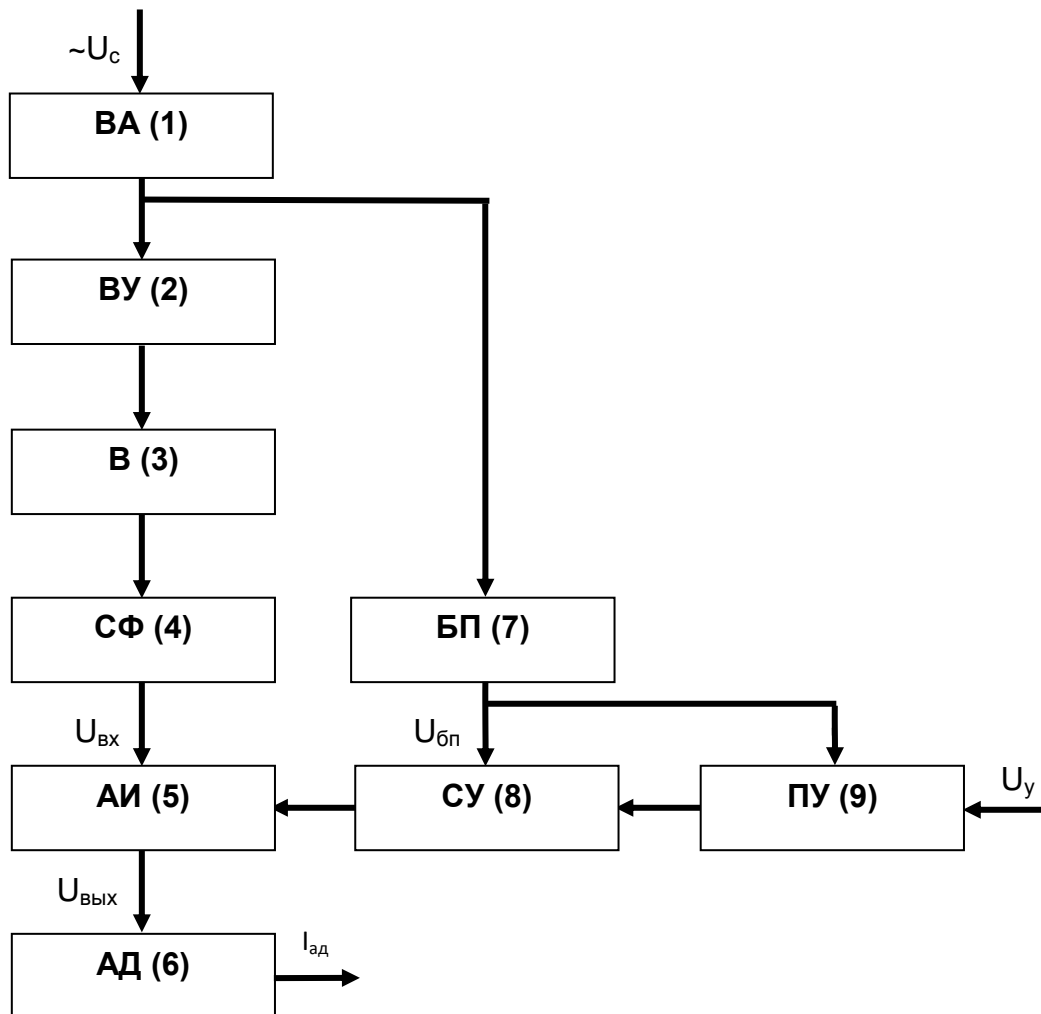 ~Uс
ВА (1)
ВУ (2)
В (3)
СФ (4)
БП (7)
Uвх
Uбп
АИ (5)
СУ (8)
ПУ (9)
Uу
Uвых
АД (6)
Iад